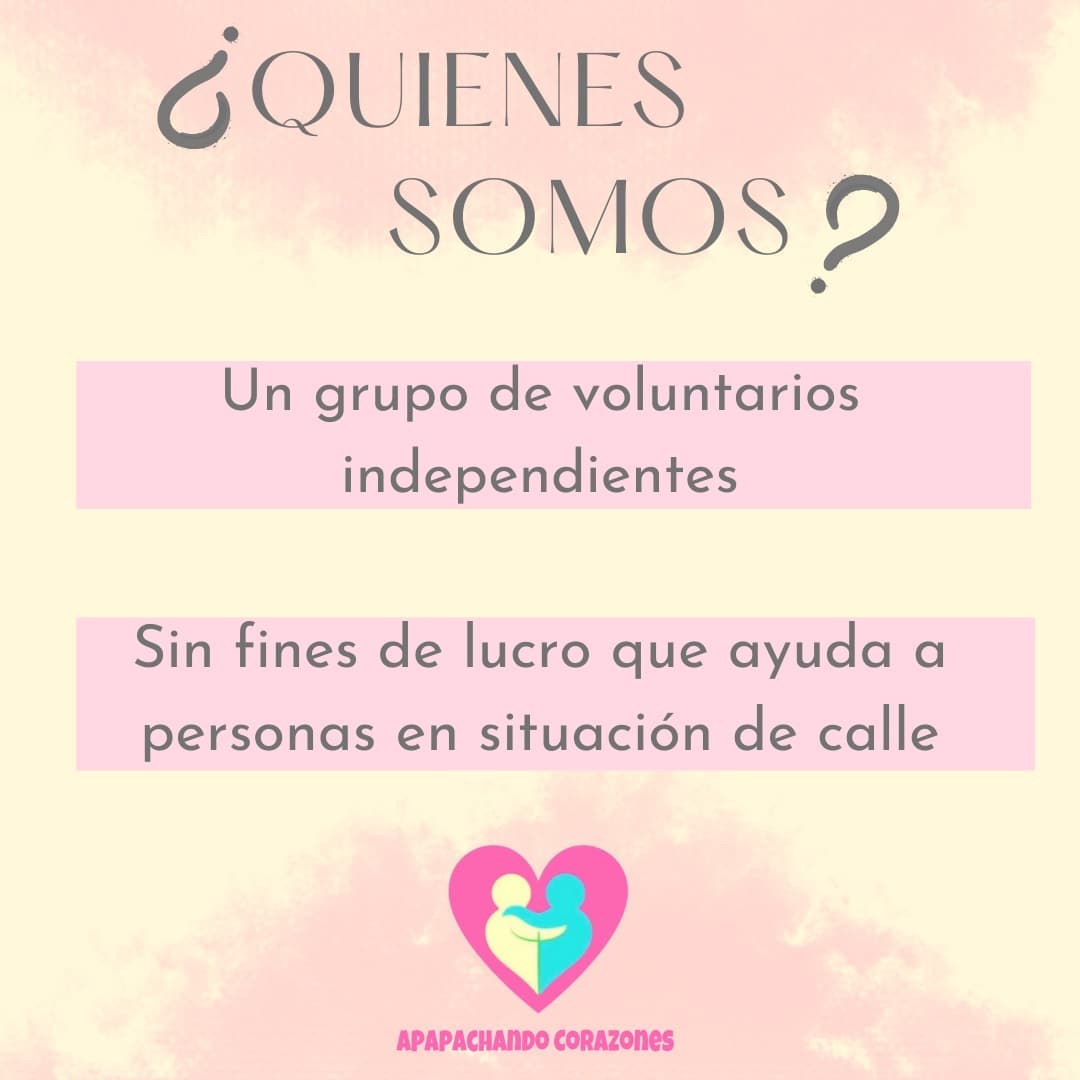 ¿QUIENES
SOMOS?
Un grupo de voluntarios
independientes
Sin fines de lucro que ayuda a
personas en situación de calle
APAPACHANDO CORAZONES